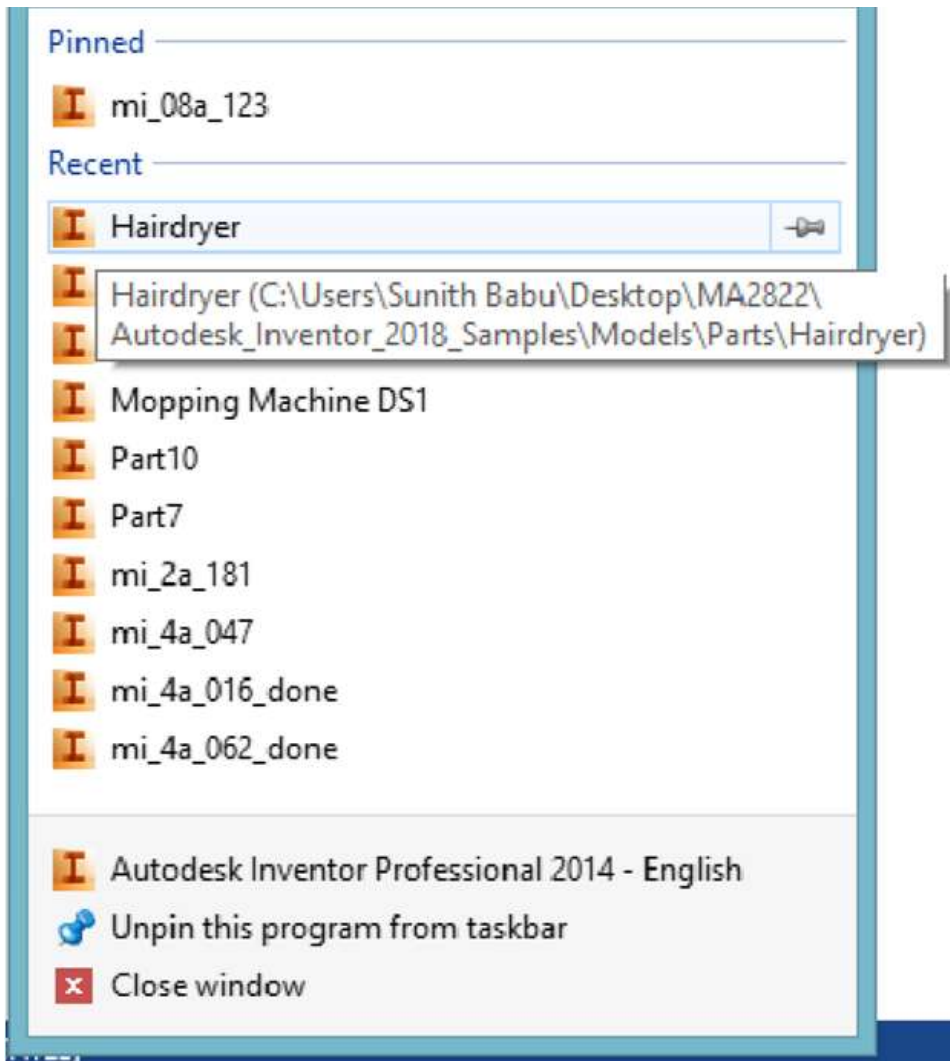 Pinned
mi_08a_123
Recent
Hairdryer
Hairdryer (C:\Users\Sunith Babu\Desktop\MA2822\
Autodesk_Inventor_2018_Samples\Models\Parts\Hairdryer)
Mopping Machine DS1
Part10
Part7
mi_2a_181
mi_4a_047
mi_4a_016_done
mi_4a_062_done
Autodesk Inventor Professional 2014 - English
Unpin this program from taskbar
Close window